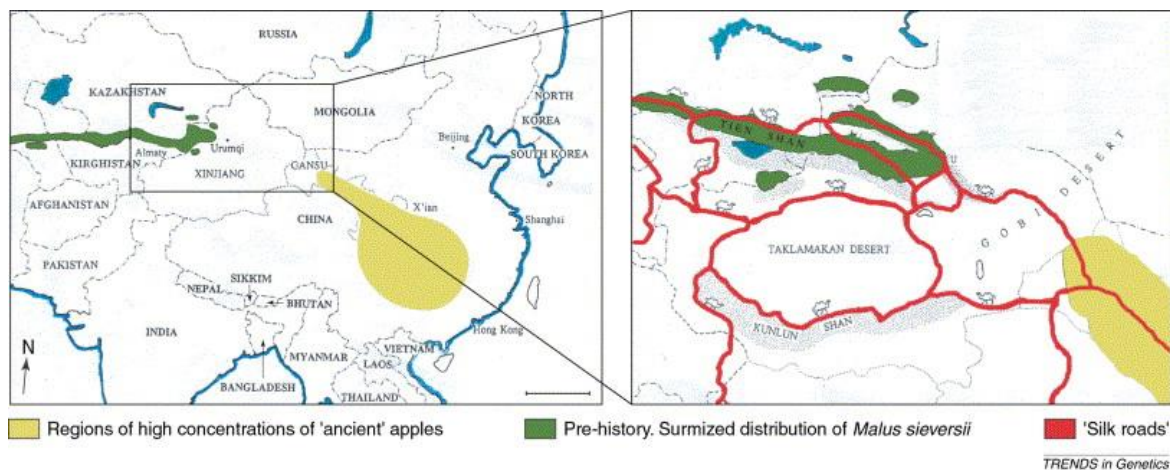 RUSSIA
KAZAKHSTAN
MONGOLIA
NORTH
KOREA
SOUTH KOREA
Beijing
Almaty
Urumqi
KIRGHISTAN
XINJIANG
GANSU
AFGHANISTAN
CHINA
X'ian
Shanghai
PAKISTAN
SIKKIM
NEPAL
BHUTAN
INDIA
Hong Kong
MYANMAR
VIETNAM
LAOS
BANGLADESH
THAILAND
N
TIEN SHAN
TAKLAMAKAN DESERT
GOBI DESERT
KUNLUN SHAN
Regions of high concentrations of 'ancient' apples
Pre-history. Surmized distribution of Malus sieversii
'Silk roads'
TRENDS in Genetics